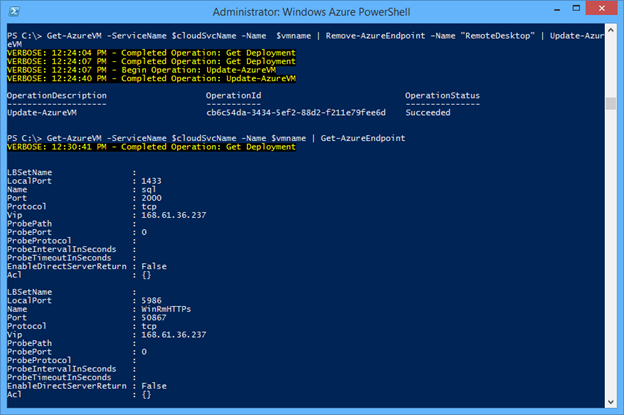 Administrator: Windows Azure PowerShell
PS C:\> Get-AzureVM -ServiceName $cloudSvcName -Name $vmname | Remove-AzureEndpoint -Name "RemoteDesktop" | Update-Azur
eVM
VERBOSE: 12:24:04 PM - Completed Operation: Get Deployment
VERBOSE: 12:24:07 PM - Completed Operation: Get Deployment
VERBOSE: 12:24:07 PM - Begin Operation: Update-AzureVM
VERBOSE: 12:24:40 PM - Completed Operation: Update-AzureVM
OperationDescription OperationId OperationStatus
-------------------- ----------- ---------------
Update-AzureVM cb6c54da-3434-5ef2-88d2-f211e79fee6d Succeeded
PS C:\> Get-AzureVM -ServiceName $cloudSvcName -Name $vmname | Get-AzureEndpoint
VERBOSE: 12:30:41 PM - Completed Operation: Get Deployment
LBSetName :
LocalPort : 1433
Name : sql
Port : 2000
Protocol : tcp
Vip : 168.61.36.237
ProbePath :
ProbePort : 0
ProbeProtocol :
ProbeIntervalInSeconds :
ProbeTimeoutInSeconds :
EnableDirectServerReturn : False
Acl : {}
LBSetName :
LocalPort : 5986
Name : WinRmHTTPs
Port : 50867
Protocol : tcp
Vip : 168.61.36.237
ProbePath :
ProbePort : 0
ProbeProtocol :
ProbeIntervalInSeconds :
ProbeTimeoutInSeconds :
EnableDirectServerReturn : False
Acl : {}